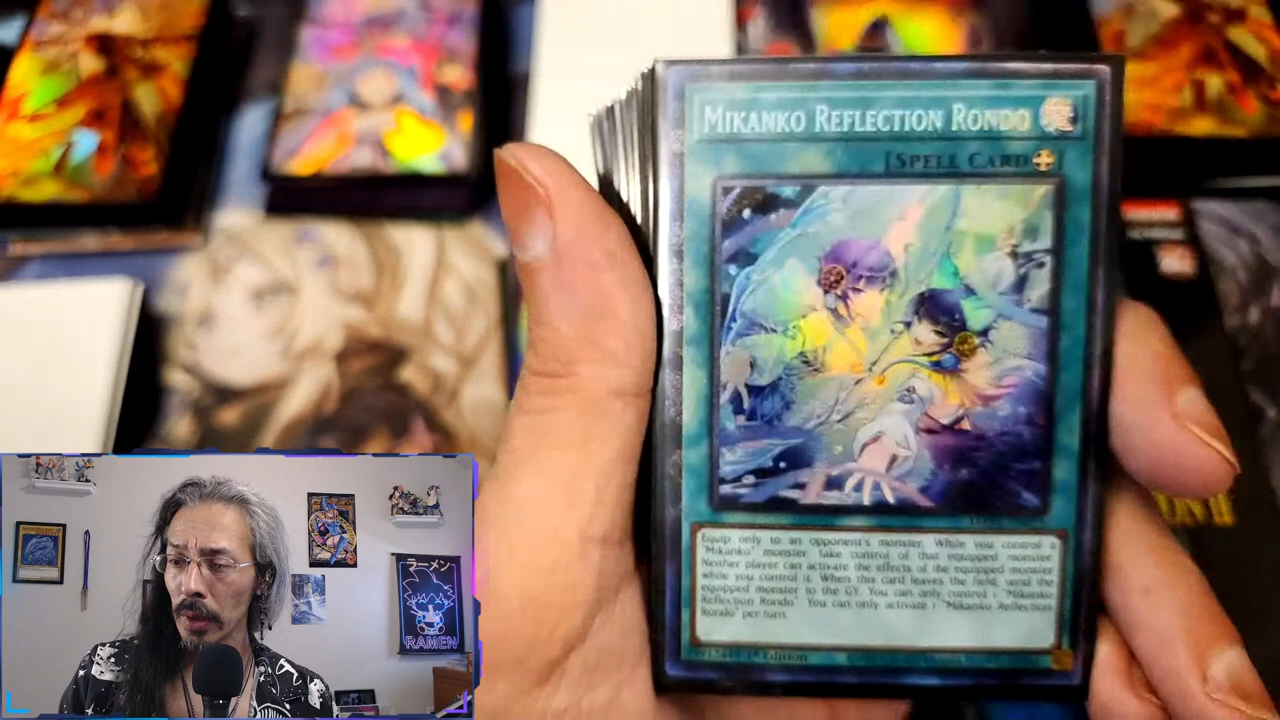 MIKANKO REFLECTION RONDO
[SPELL CARD
Equip only to an opponent's monster. While you control a
"Mikanko" monster, take control of that equipped monster.
Neither player can activate the effects of the equipped monster
while you control it. When this card leaves the field, send the
equipped monster to the GY. You can only control 1 "Mikanko
Reflection Rondo". You can only activate 1 "Mikanko Reflection
Rondo" per turn.
1st Edition
ラーメン
RAMEN